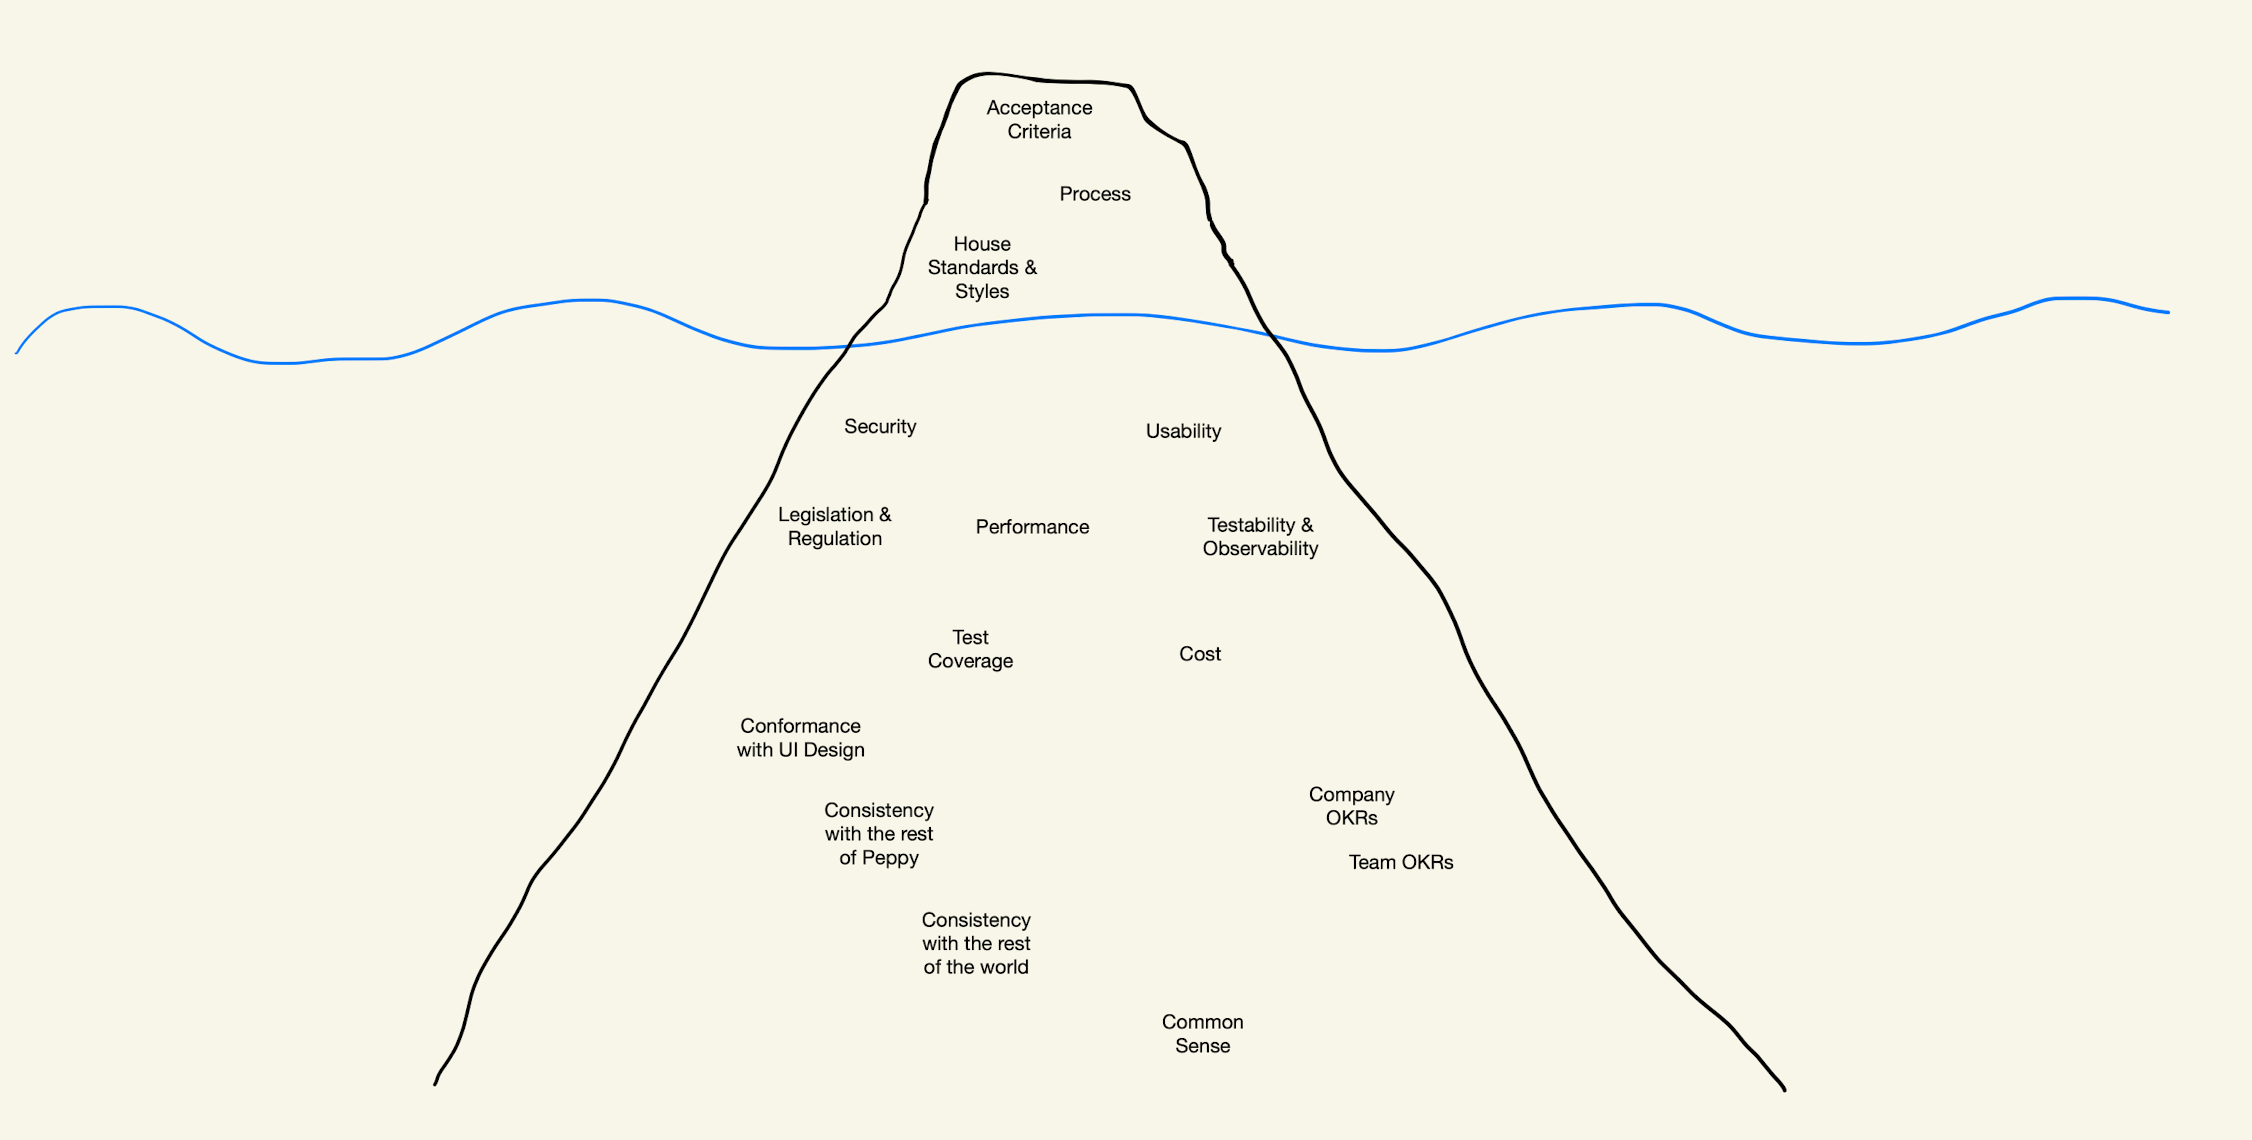 Acceptance
Criteria
Process
House
Standards &
Styles
Security
Usability
Legislation &
Regulation
Performance
Testability &
Observability
Test
Coverage
Cost
Conformance
with UI Design
Consistency
with the rest
of Peppy
Company
OKRs
Team OKRs
Consistency
with the rest
of the world
Common
Sense